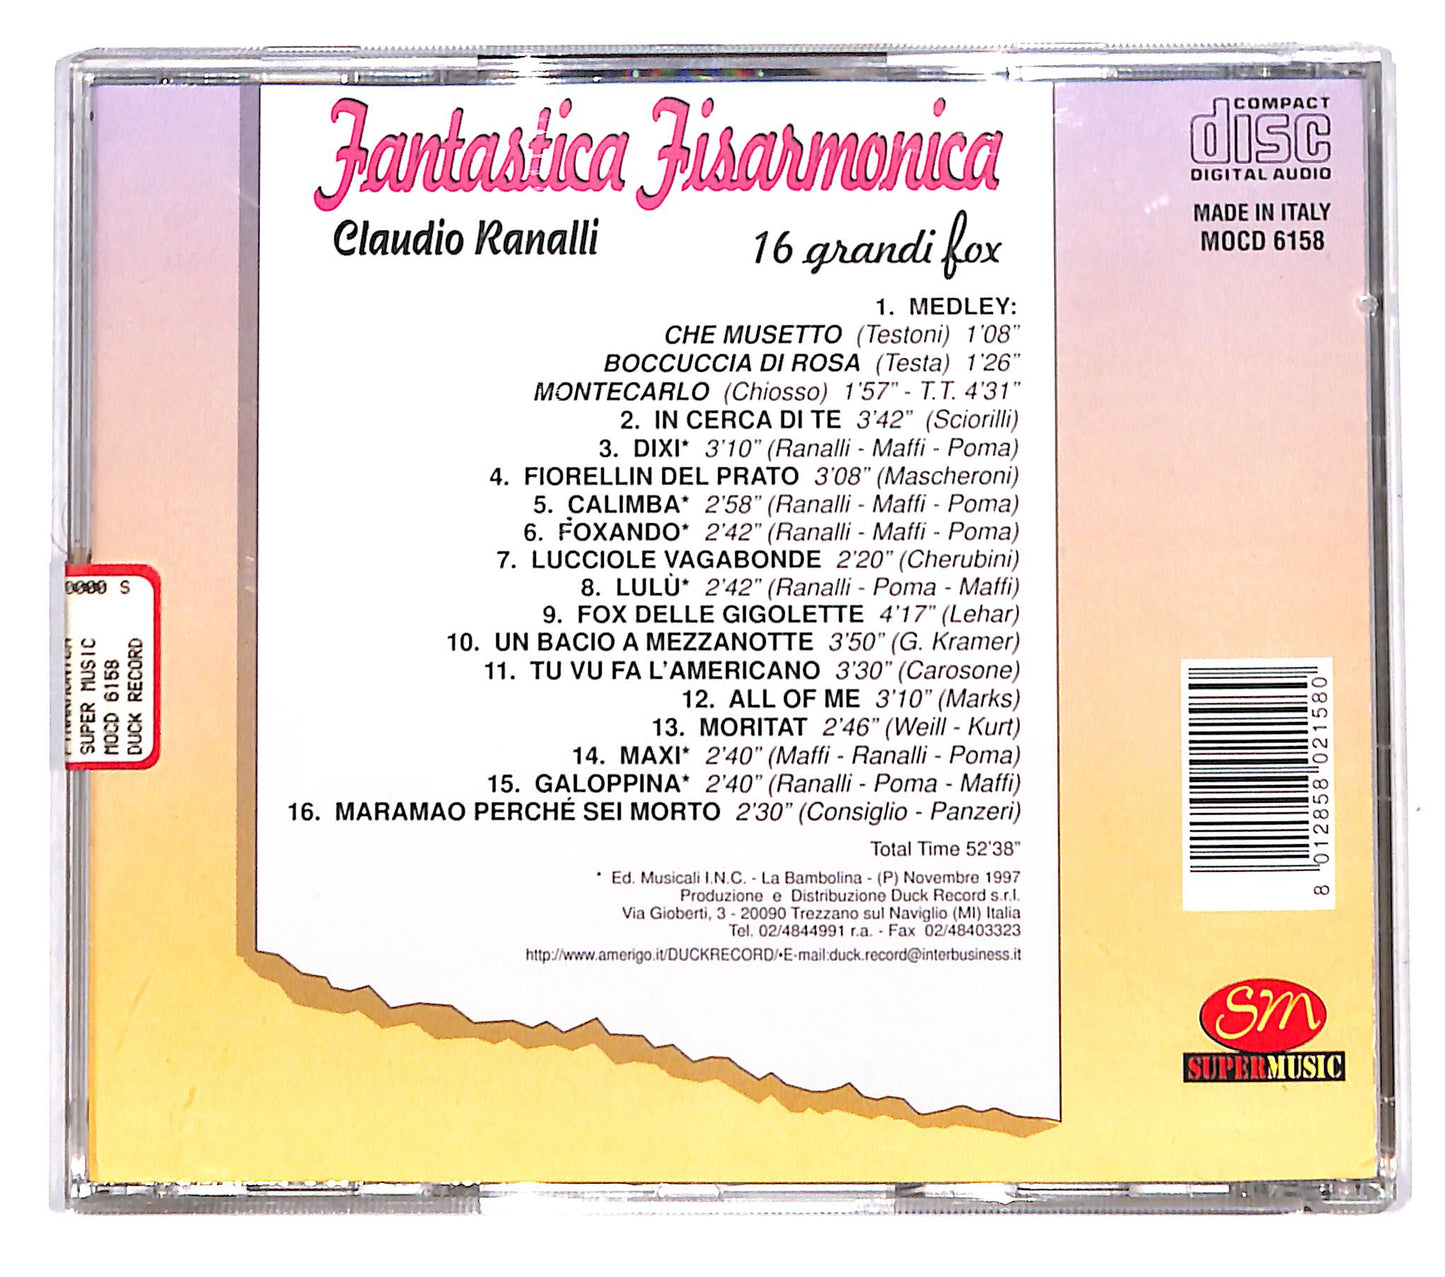 Fantastica Fisarmonica
Claudio Ranalli
16 grandi fox
COMPACT
disc
DIGITAL AUDIO
MADE IN ITALY
MOCD 6158
1. MEDLEY:
CHE MUSETTO (Testoni) 1'08"
BOCCUCCIA DI ROSA (Testa) 1'26"
MONTECARLO (Chiosso) 1'57" - T.T. 4'31"
2. IN CERCA DI TE 3'42" (Sciorilli)
3. DIXI* 3'10" (Ranalli - Maffi - Poma)
4. FIORELLIN DEL PRATO 3'08" (Mascheroni)
5. CALIMBA* 2'58" (Ranalli - Maffi - Poma)
6. FOXANDO* 2'42" (Ranalli - Maffi - Poma)
7. LUCCIOLE VAGABONDE 2'20" (Cherubini)
8. LULÙ* 2'42" (Ranalli - Poma - Maffi)
9. FOX DELLE GIGOLETTE 4'17" (Lehar)
10. UN BACIO A MEZZANOTTE 3'50" (G. Kramer)
11. TU VU FA L'AMERICANO 3'30" (Carosone)
12. ALL OF ME 3'10" (Marks)
13. MORITAT 2'46" (Weill - Kurt)
14. MAXI* 2'40" (Maffi - Ranalli - Poma)
15. GALOPPINA* 2'40" (Ranalli - Poma - Maffi)
16. MARAMAO PERCHÉ SEI MORTO 2'30" (Consiglio - Panzeri)
Total Time 52'38"
* Ed. Musicali I.N.C. - La Bambolina - (P) Novembre 1997
Produzione e Distribuzione Duck Record s.r.l.
Via Gioberti, 3 - 20090 Trezzano sul Naviglio (MI) Italia
Tel. 02/4844991 r.a. - Fax 02/48403323
http://www.amerigo.it/DUCKRECORD/•E-mail:duck.record@interbusiness.it
0000 S
SUPER MUSIC
MOCD 6158
DUCK RECORD
8 012858 021580
SM
SUPERMUSIC